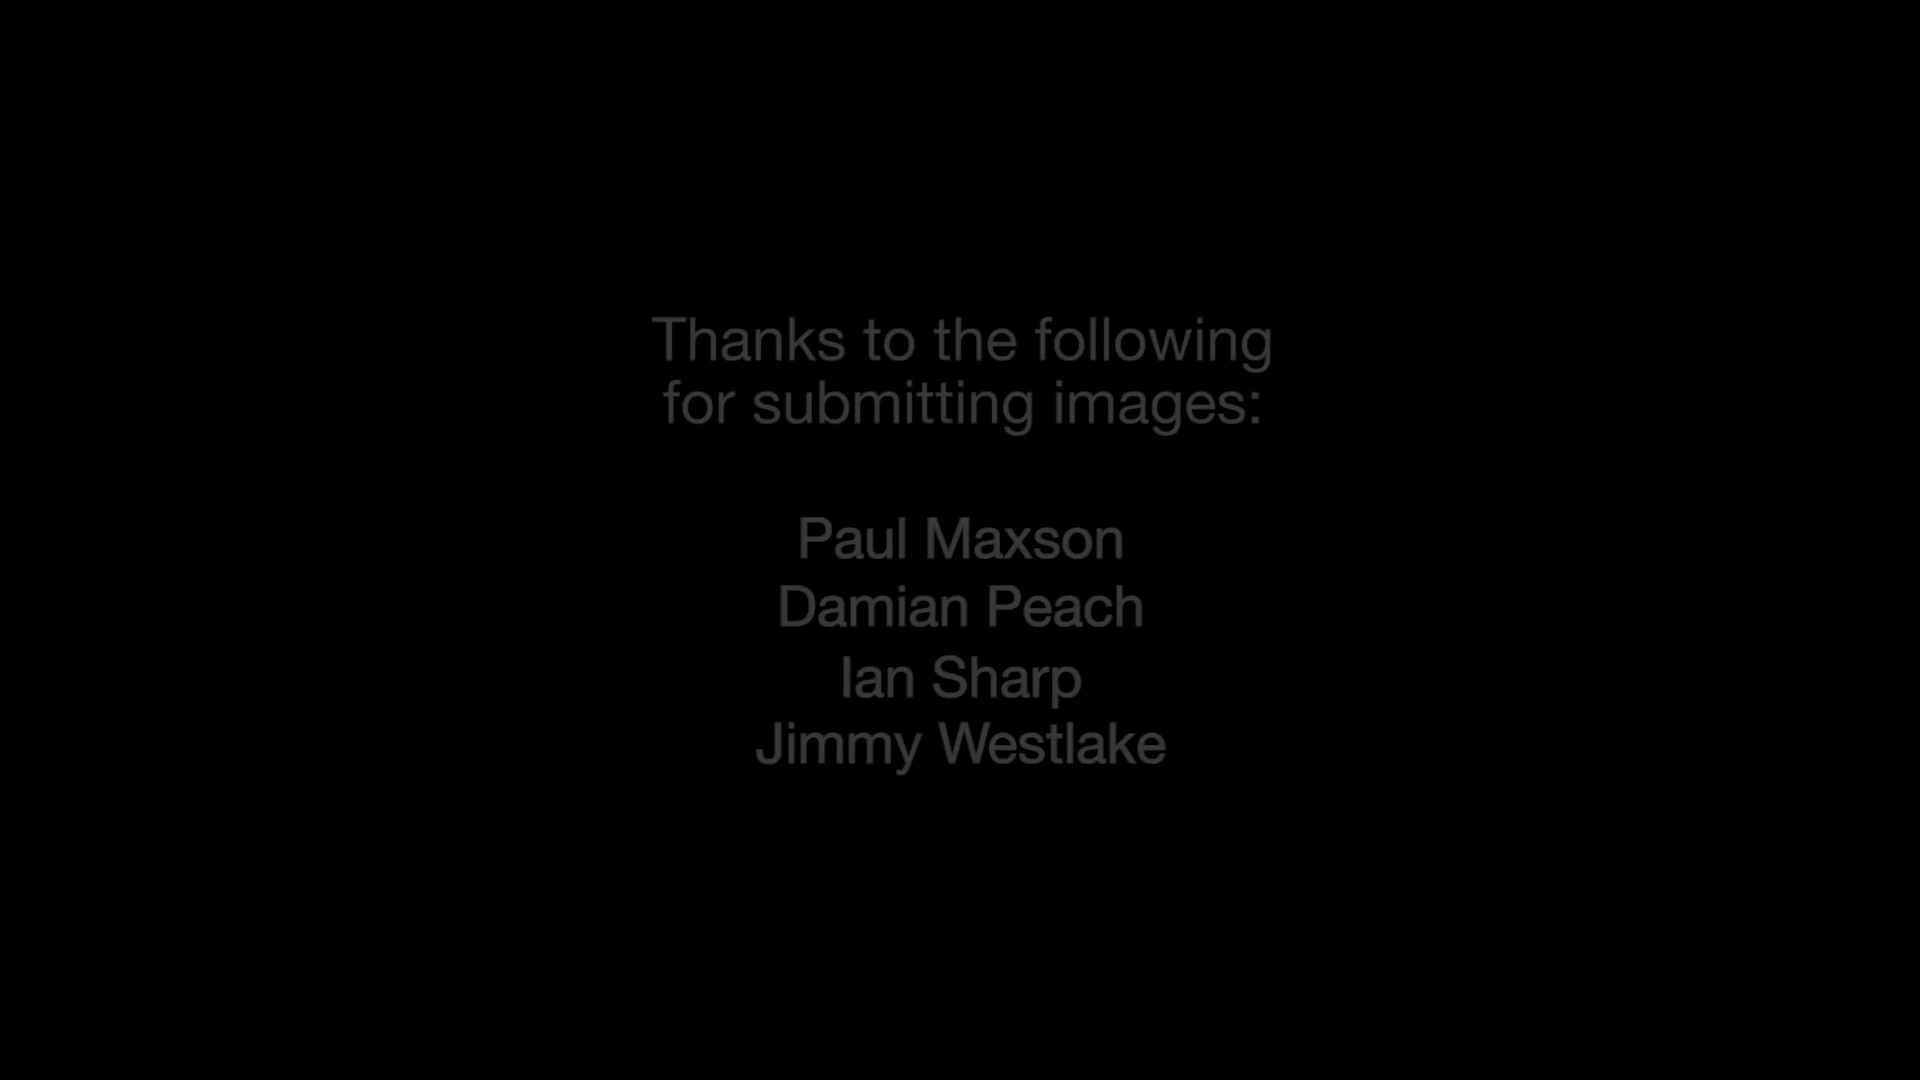 Thanks to the following
for submitting images:
Paul Maxson
Damian Peach
Ian Sharp
Jimmy Westlake